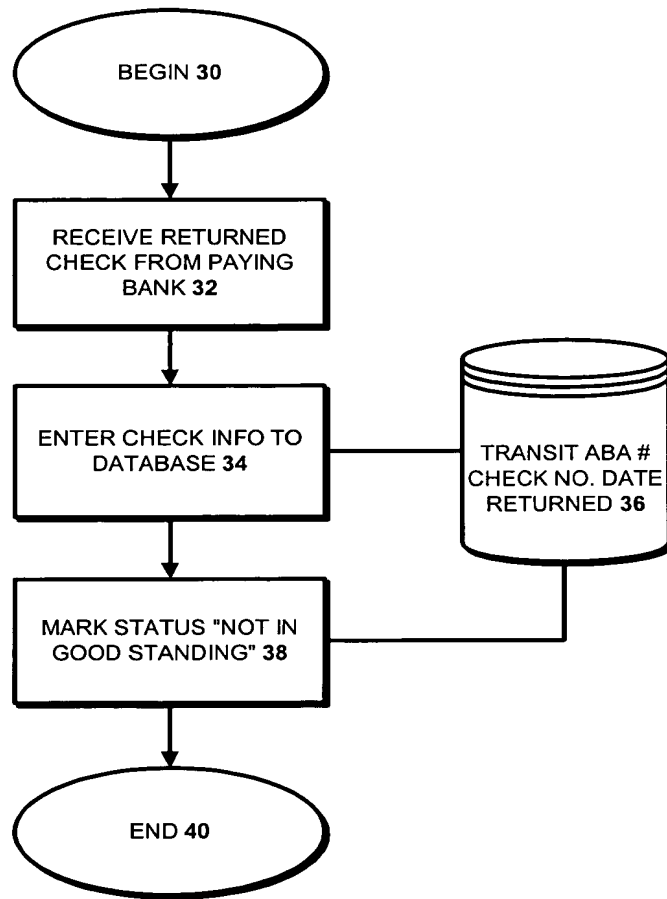 BEGIN 30
RECEIVE RETURNED
CHECK FROM PAYING
BANK 32
ENTER CHECK INFO TO
DATABASE 34
TRANSIT ABA #
CHECK NO. DATE
RETURNED 36
MARK STATUS "NOT IN
GOOD STANDING" 38
END 40